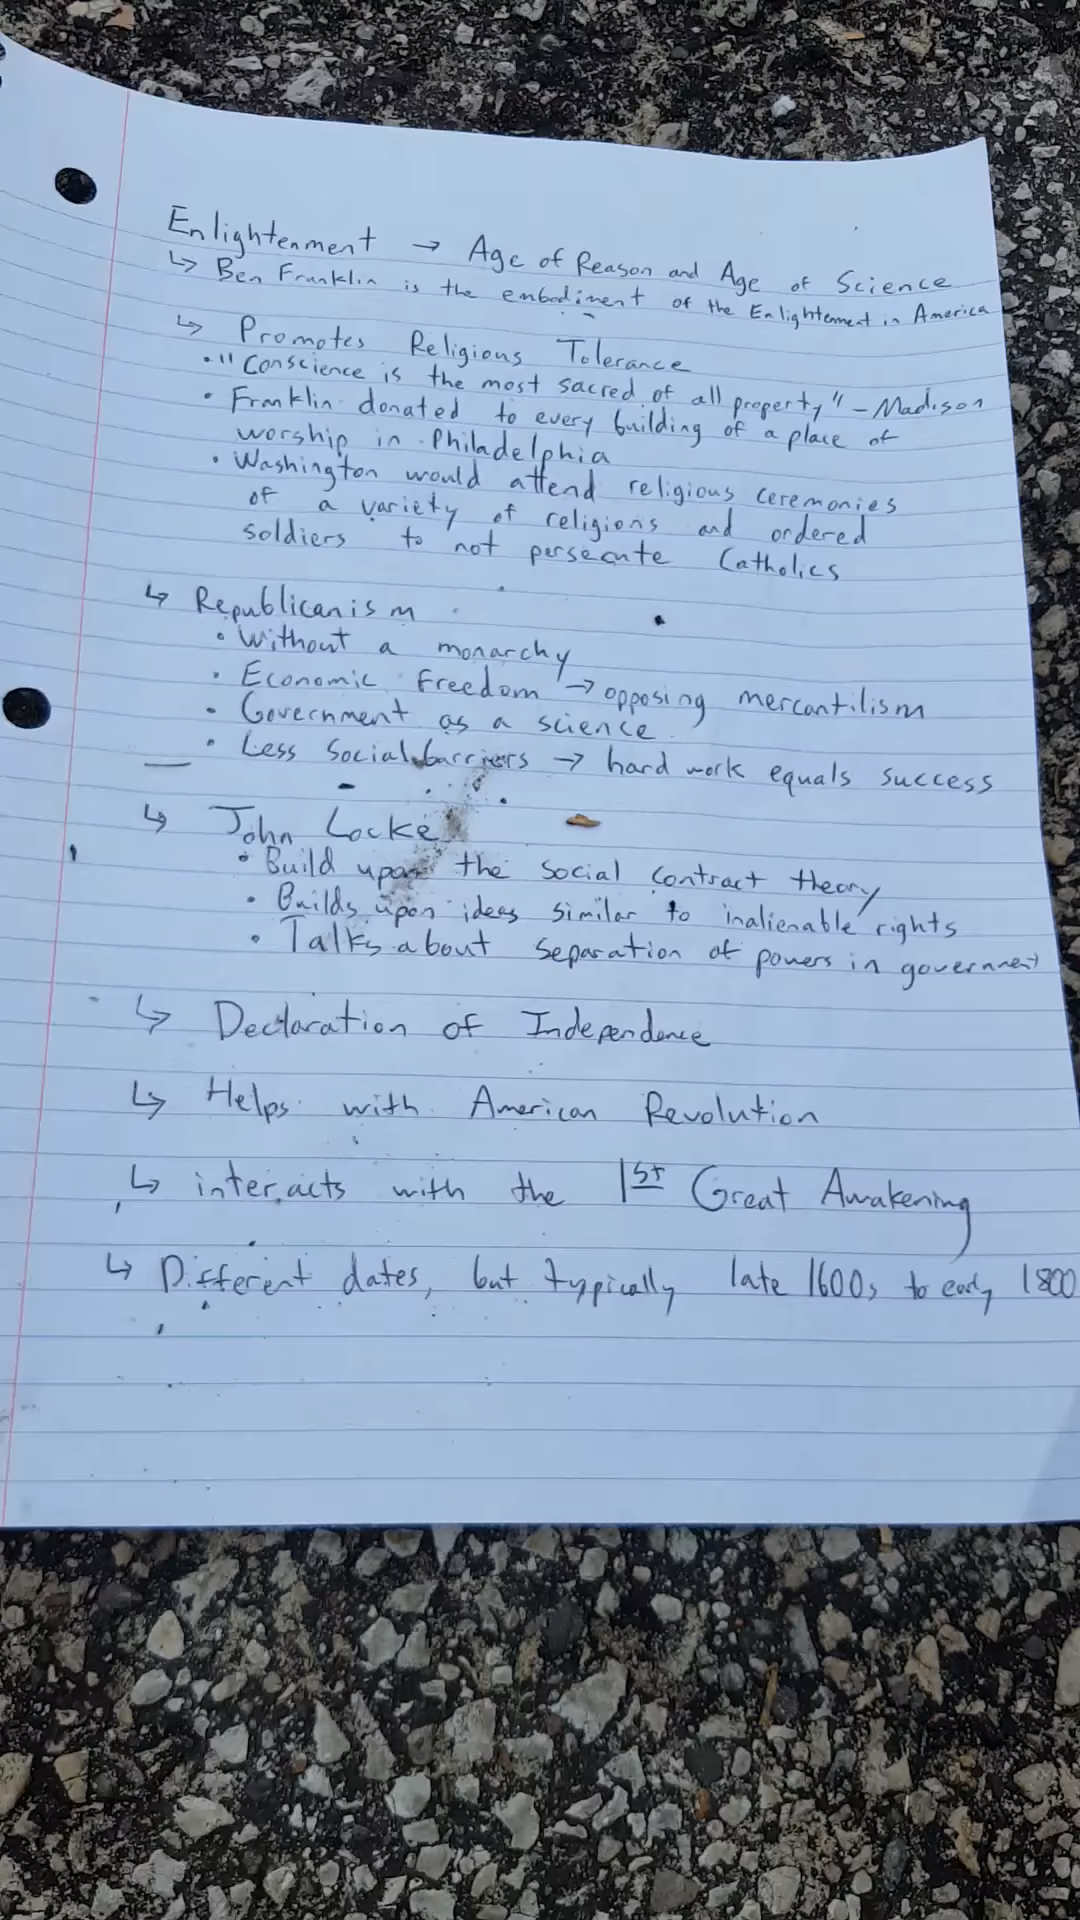 Enlightenment → Age of Reason and Age of Science
↳ Ben Franklin is the embodiment of the Enlightenment in America
↳ Promotes Religious Tolerance
• "Conscience is the most sacred of all property" - Madison
• Franklin donated to every building of a place of
worship in Philadelphia
• Washington would attend religious ceremonies
of a variety of religions and ordered
soldiers to not persecute Catholics
↳ Republicanism
• Without a monarchy
• Economic Freedom → opposing mercantilism
• Government as a science
• Less social barriers → hard work equals success
↳ John Locke
• Build upon the social contract theory
• Builds upon ideas similar to inalienable rights
• Talks about separation of powers in government
↳ Declaration of Independence
↳ Helps with American Revolution
↳ interacts with the 1st Great Awakening
↳ Different dates, but typically late 1600s to early 1800